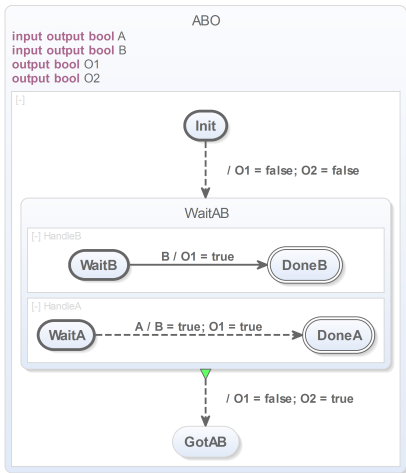 ABO
input output bool A
input output bool B
output bool O1
output bool O2
[-]
Init
/ O1 = false; O2 = false
WaitAB
[-] HandleB
WaitB
B / O1 = true
DoneB
[-] HandleA
WaitA
A / B = true; O1 = true
DoneA
/ O1 = false; O2 = true
GotAB